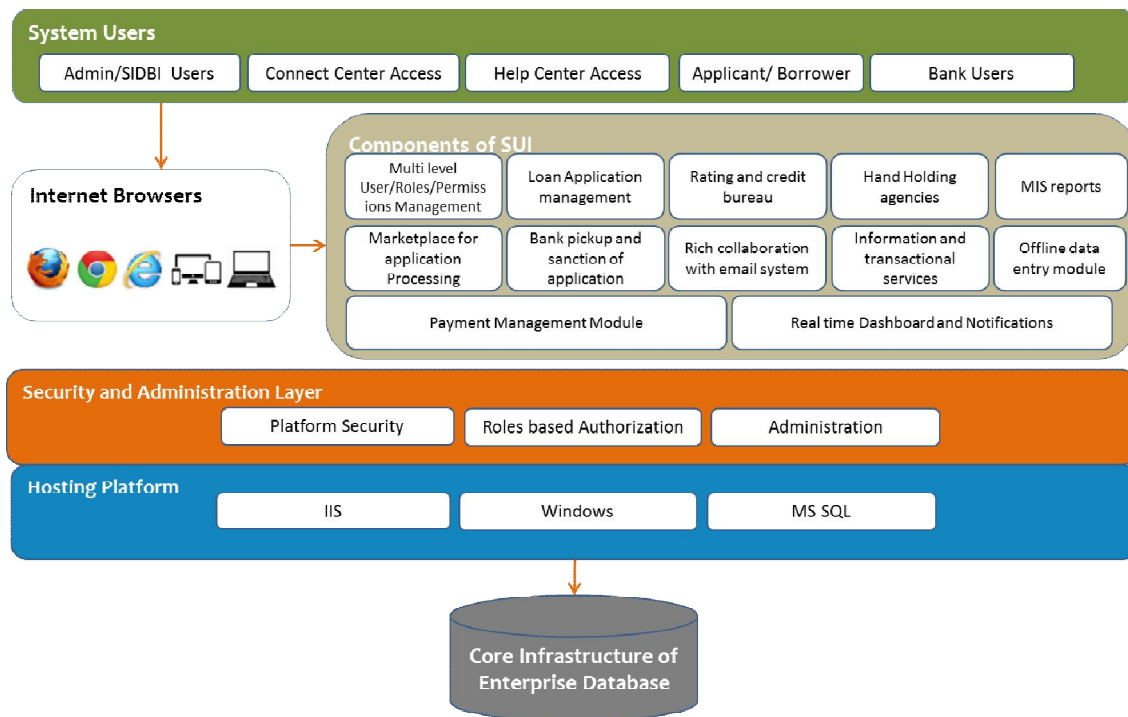 System Users
Admin/SIDBI Users
Connect Center Access
Help Center Access
Applicant/ Borrower
Bank Users
Internet Browsers
Components of SUI
Multi level
User/Roles/Permiss
ions Management
Loan Application
management
Rating and credit
bureau
Hand Holding
agencies
MIS reports
Marketplace for
application
Processing
Bank pickup and
sanction of
application
Rich collaboration
with email system
Information and
transactional
services
Offline data
entry module
Payment Management Module
Real time Dashboard and Notifications
Security and Administration Layer
Platform Security
Roles based Authorization
Administration
Hosting Platform
IIS
Windows
MS SQL
Core Infrastructure of
Enterprise Database